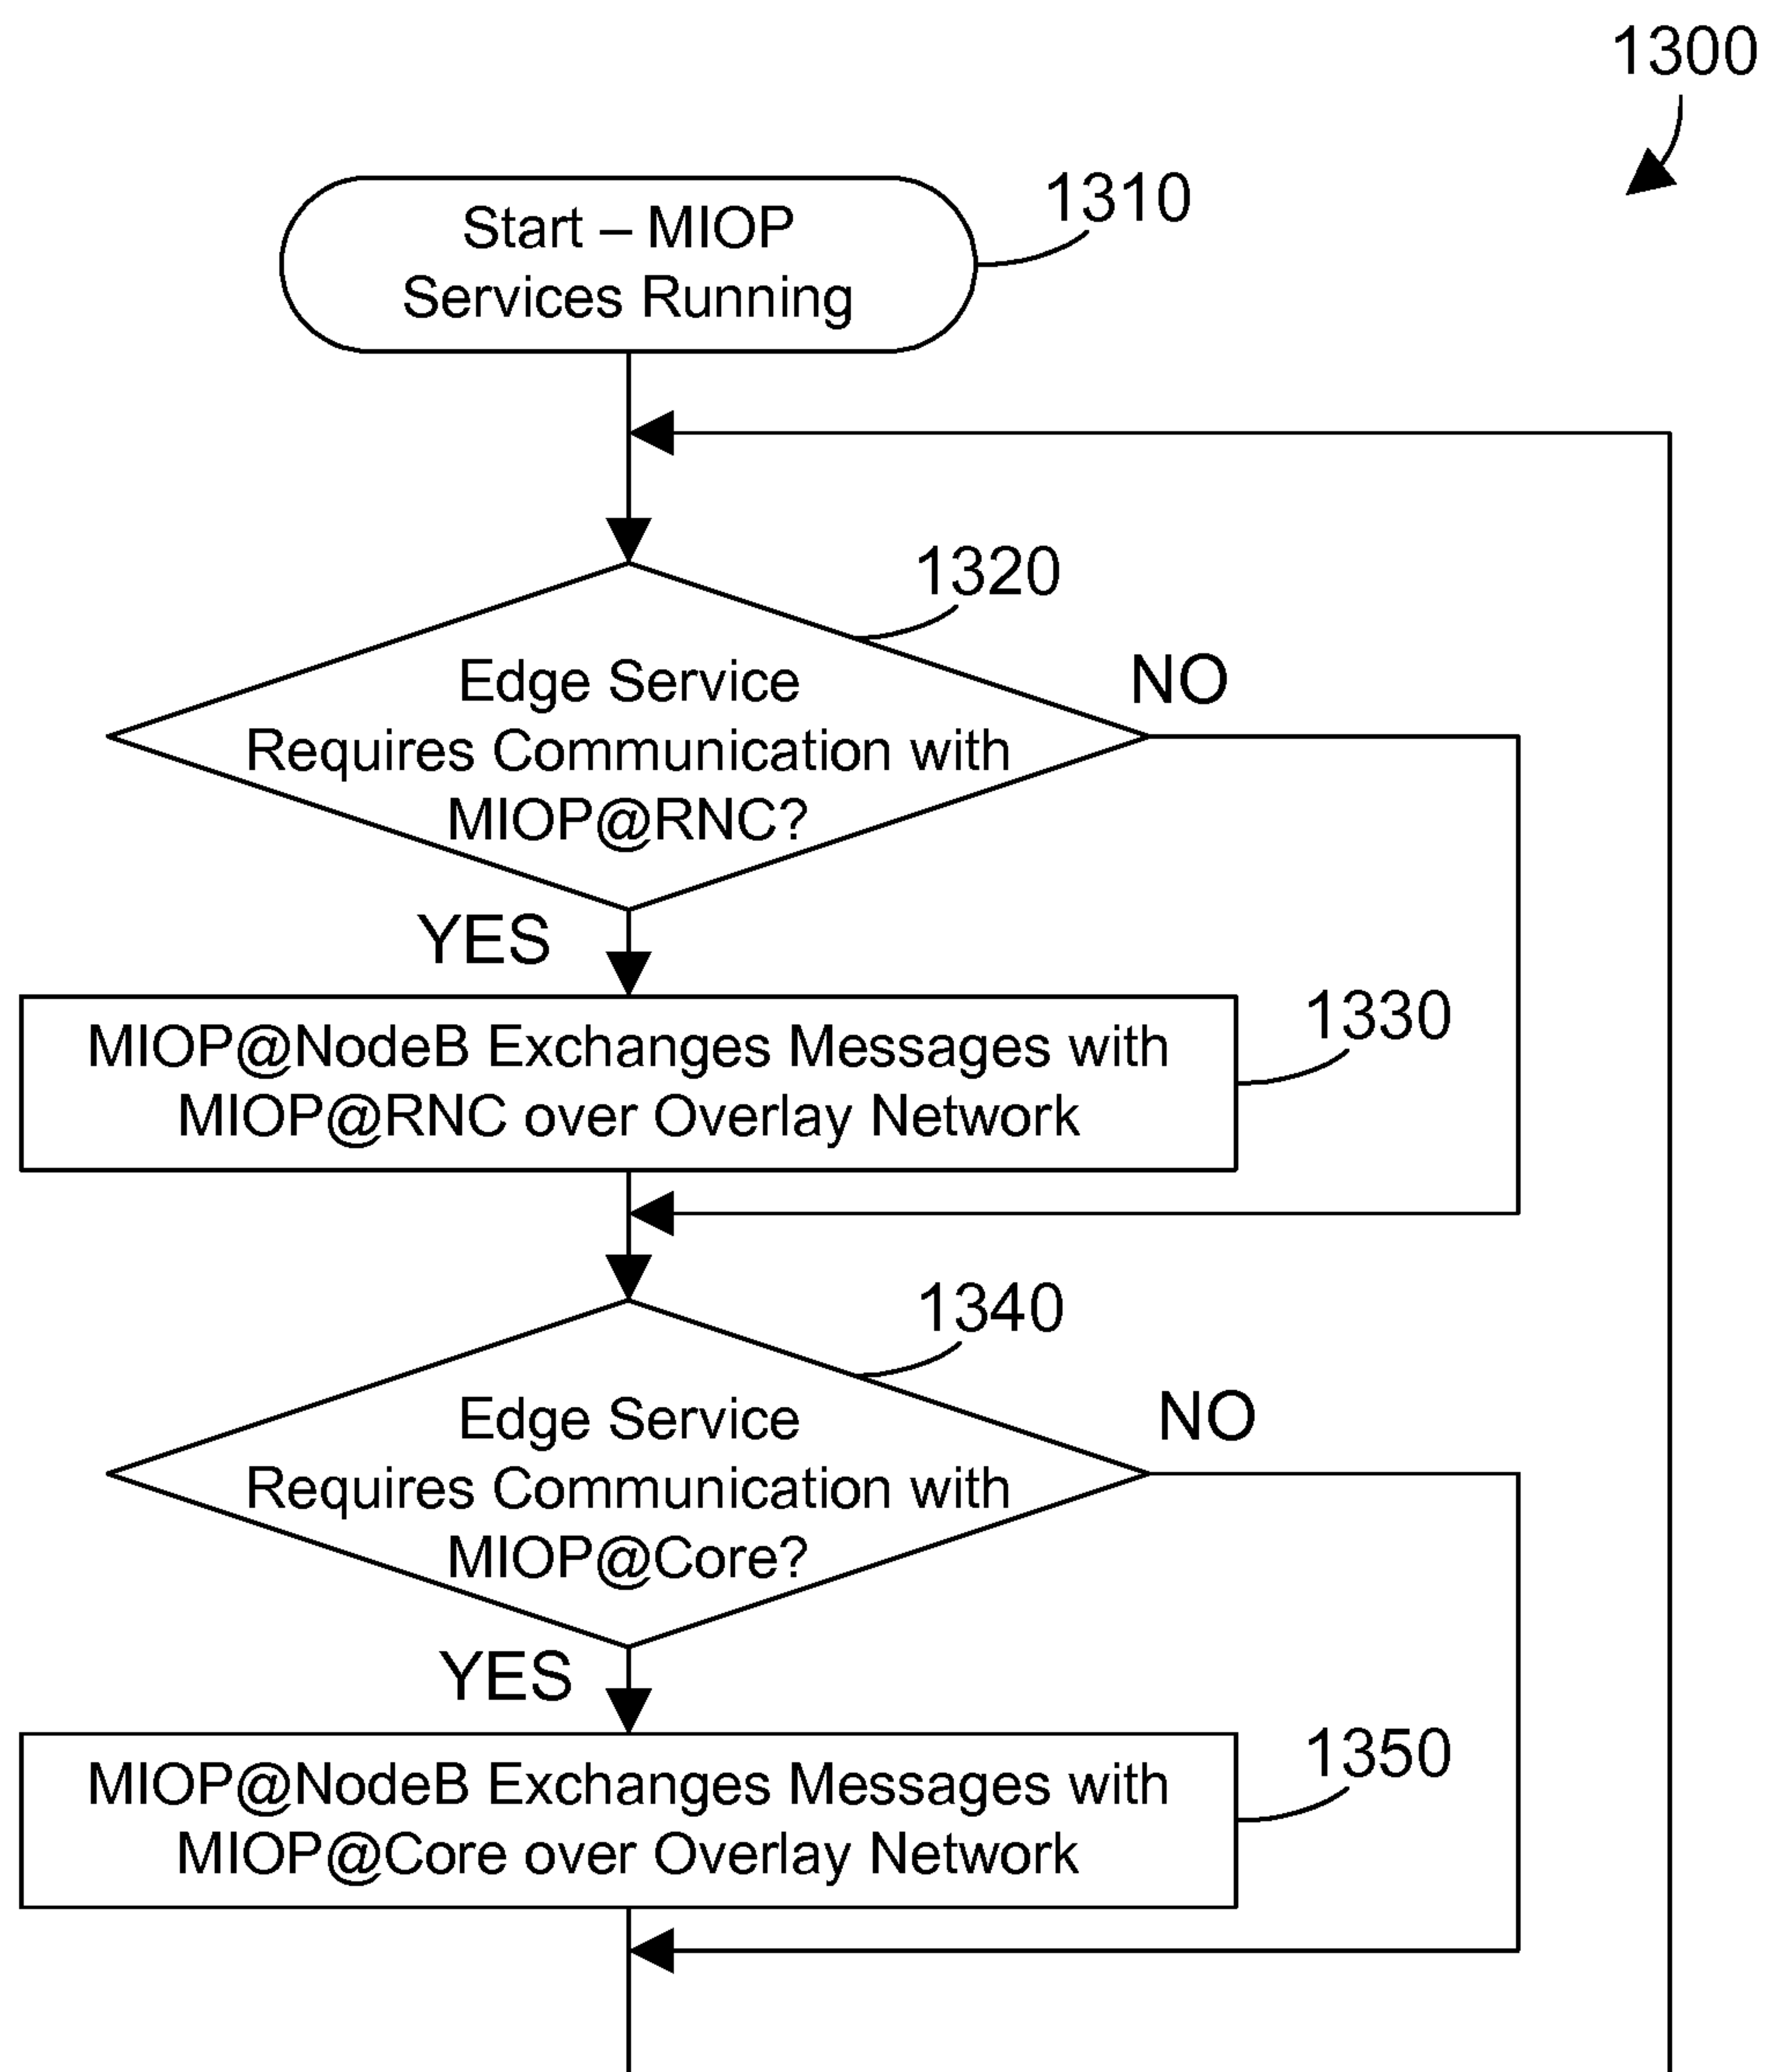 1300
Start – MIOP
Services Running
1310
1320
Edge Service
Requires Communication with
MIOP@RNC?
NO
YES
MIOP@NodeB Exchanges Messages with
MIOP@RNC over Overlay Network
1330
1340
Edge Service
Requires Communication with
MIOP@Core?
NO
YES
MIOP@NodeB Exchanges Messages with
MIOP@Core over Overlay Network
1350